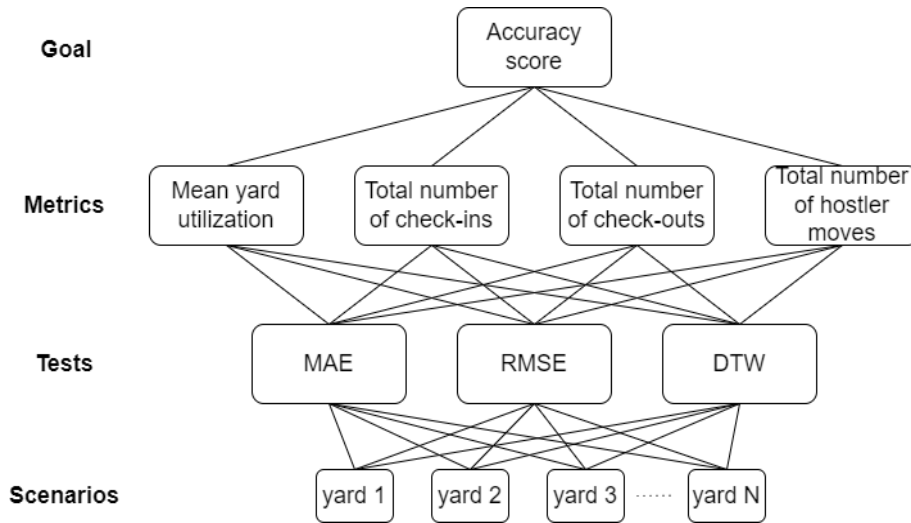 Goal
Accuracy
score
Metrics
Mean yard
utilization
Total number
of check-ins
Total number
of check-outs
Total number
of hostler
moves
Tests
MAE
RMSE
DTW
Scenarios
yard 1
yard 2
yard 3
......
yard N